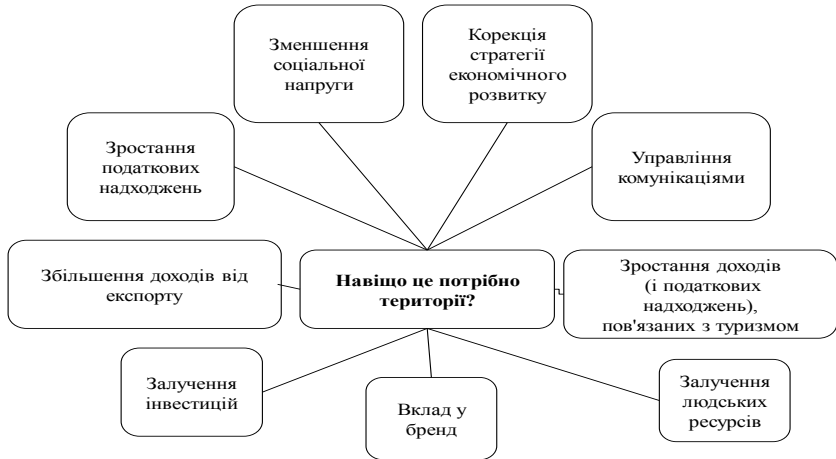 Зменшення
соціальної
напруги
Корекція
стратегії
економічного
розвитку
Зростання
податкових
надходжень
Управління
комунікаціями
Збільшення доходів від
експорту
Навіщо це потрібно
території?
Зростання доходів
(і податкових
надходжень),
пов'язаних з туризмом
Залучення
інвестицій
Вклад у
бренд
Залучення
людських
ресурсів